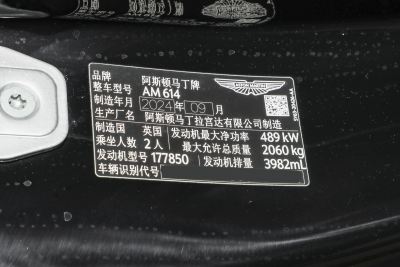 品牌 阿斯顿马丁牌
整车型号 AM 614
制造年月 2024年 09月
生产厂名 阿斯顿马丁拉宫达有限公司制造
制造国 英国 发动机最大净功率 489 kW
乘坐人数 2 人 最大允许总质量 2060 kg
发动机型号 177850 发动机排量 3982mL
车辆识别代号
ASTON MARTIN